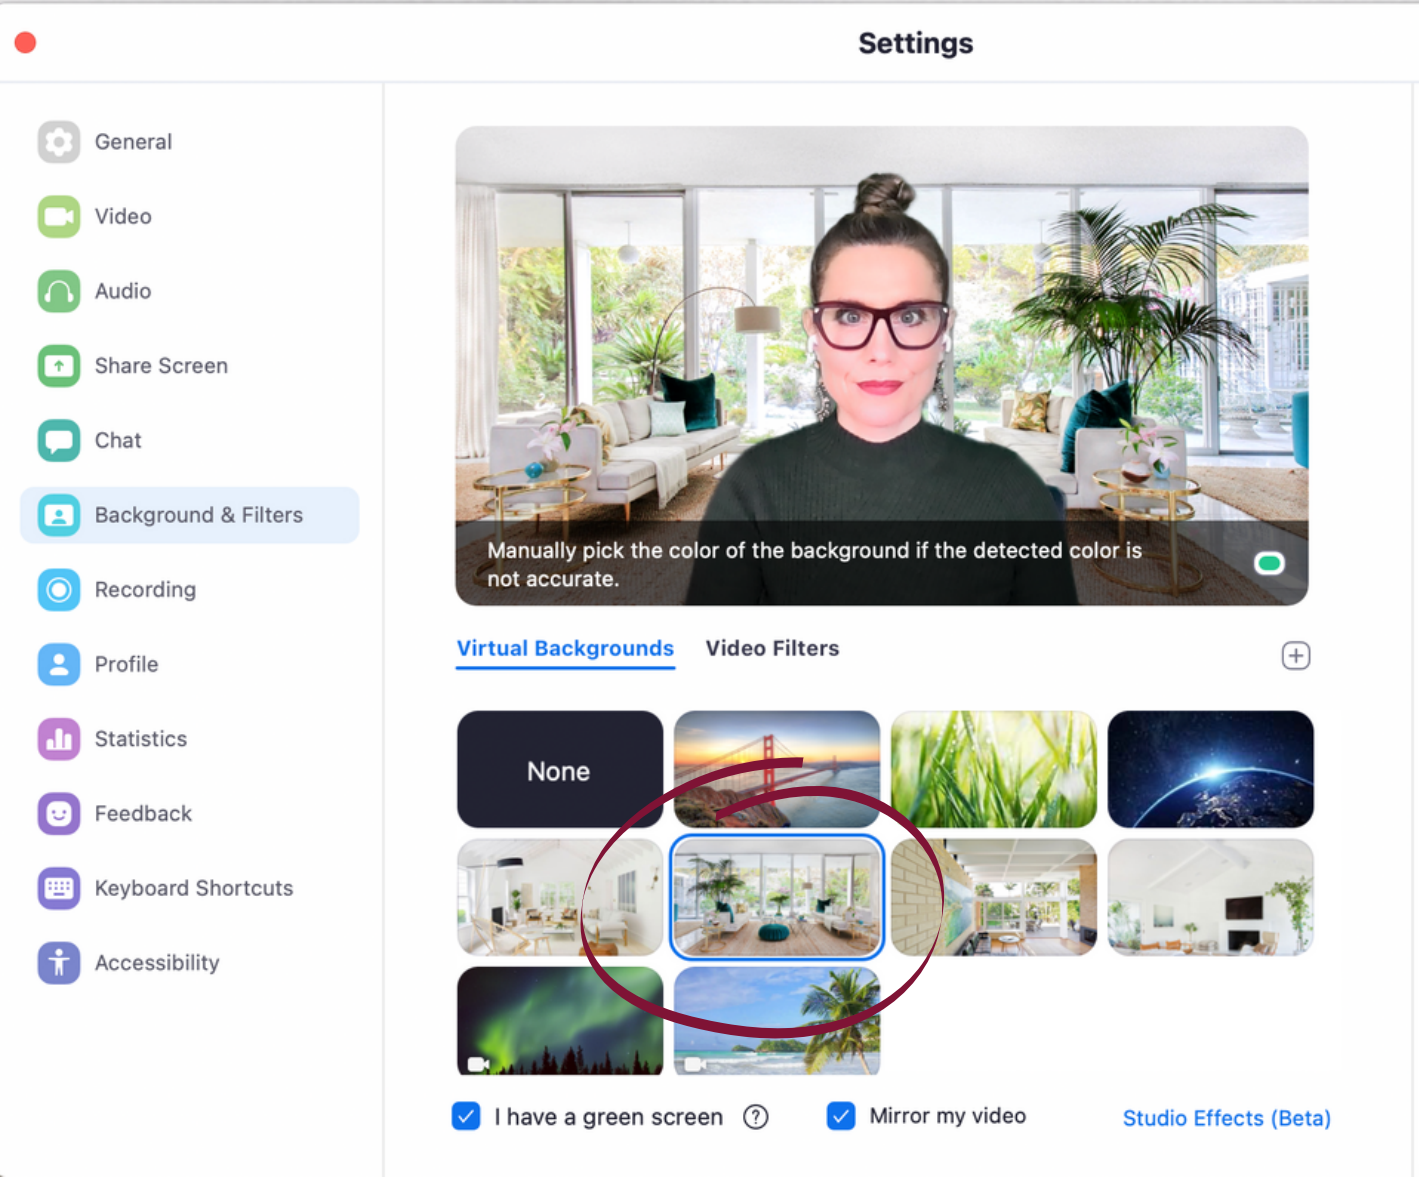 Settings
General
Video
Audio
Share Screen
Chat
Background & Filters
Recording
Profile
Statistics
Feedback
Keyboard Shortcuts
Accessibility
Manually pick the color of the background if the detected color is
not accurate.
Virtual Backgrounds
Video Filters
None
I have a green screen
?
Mirror my video
Studio Effects (Beta)